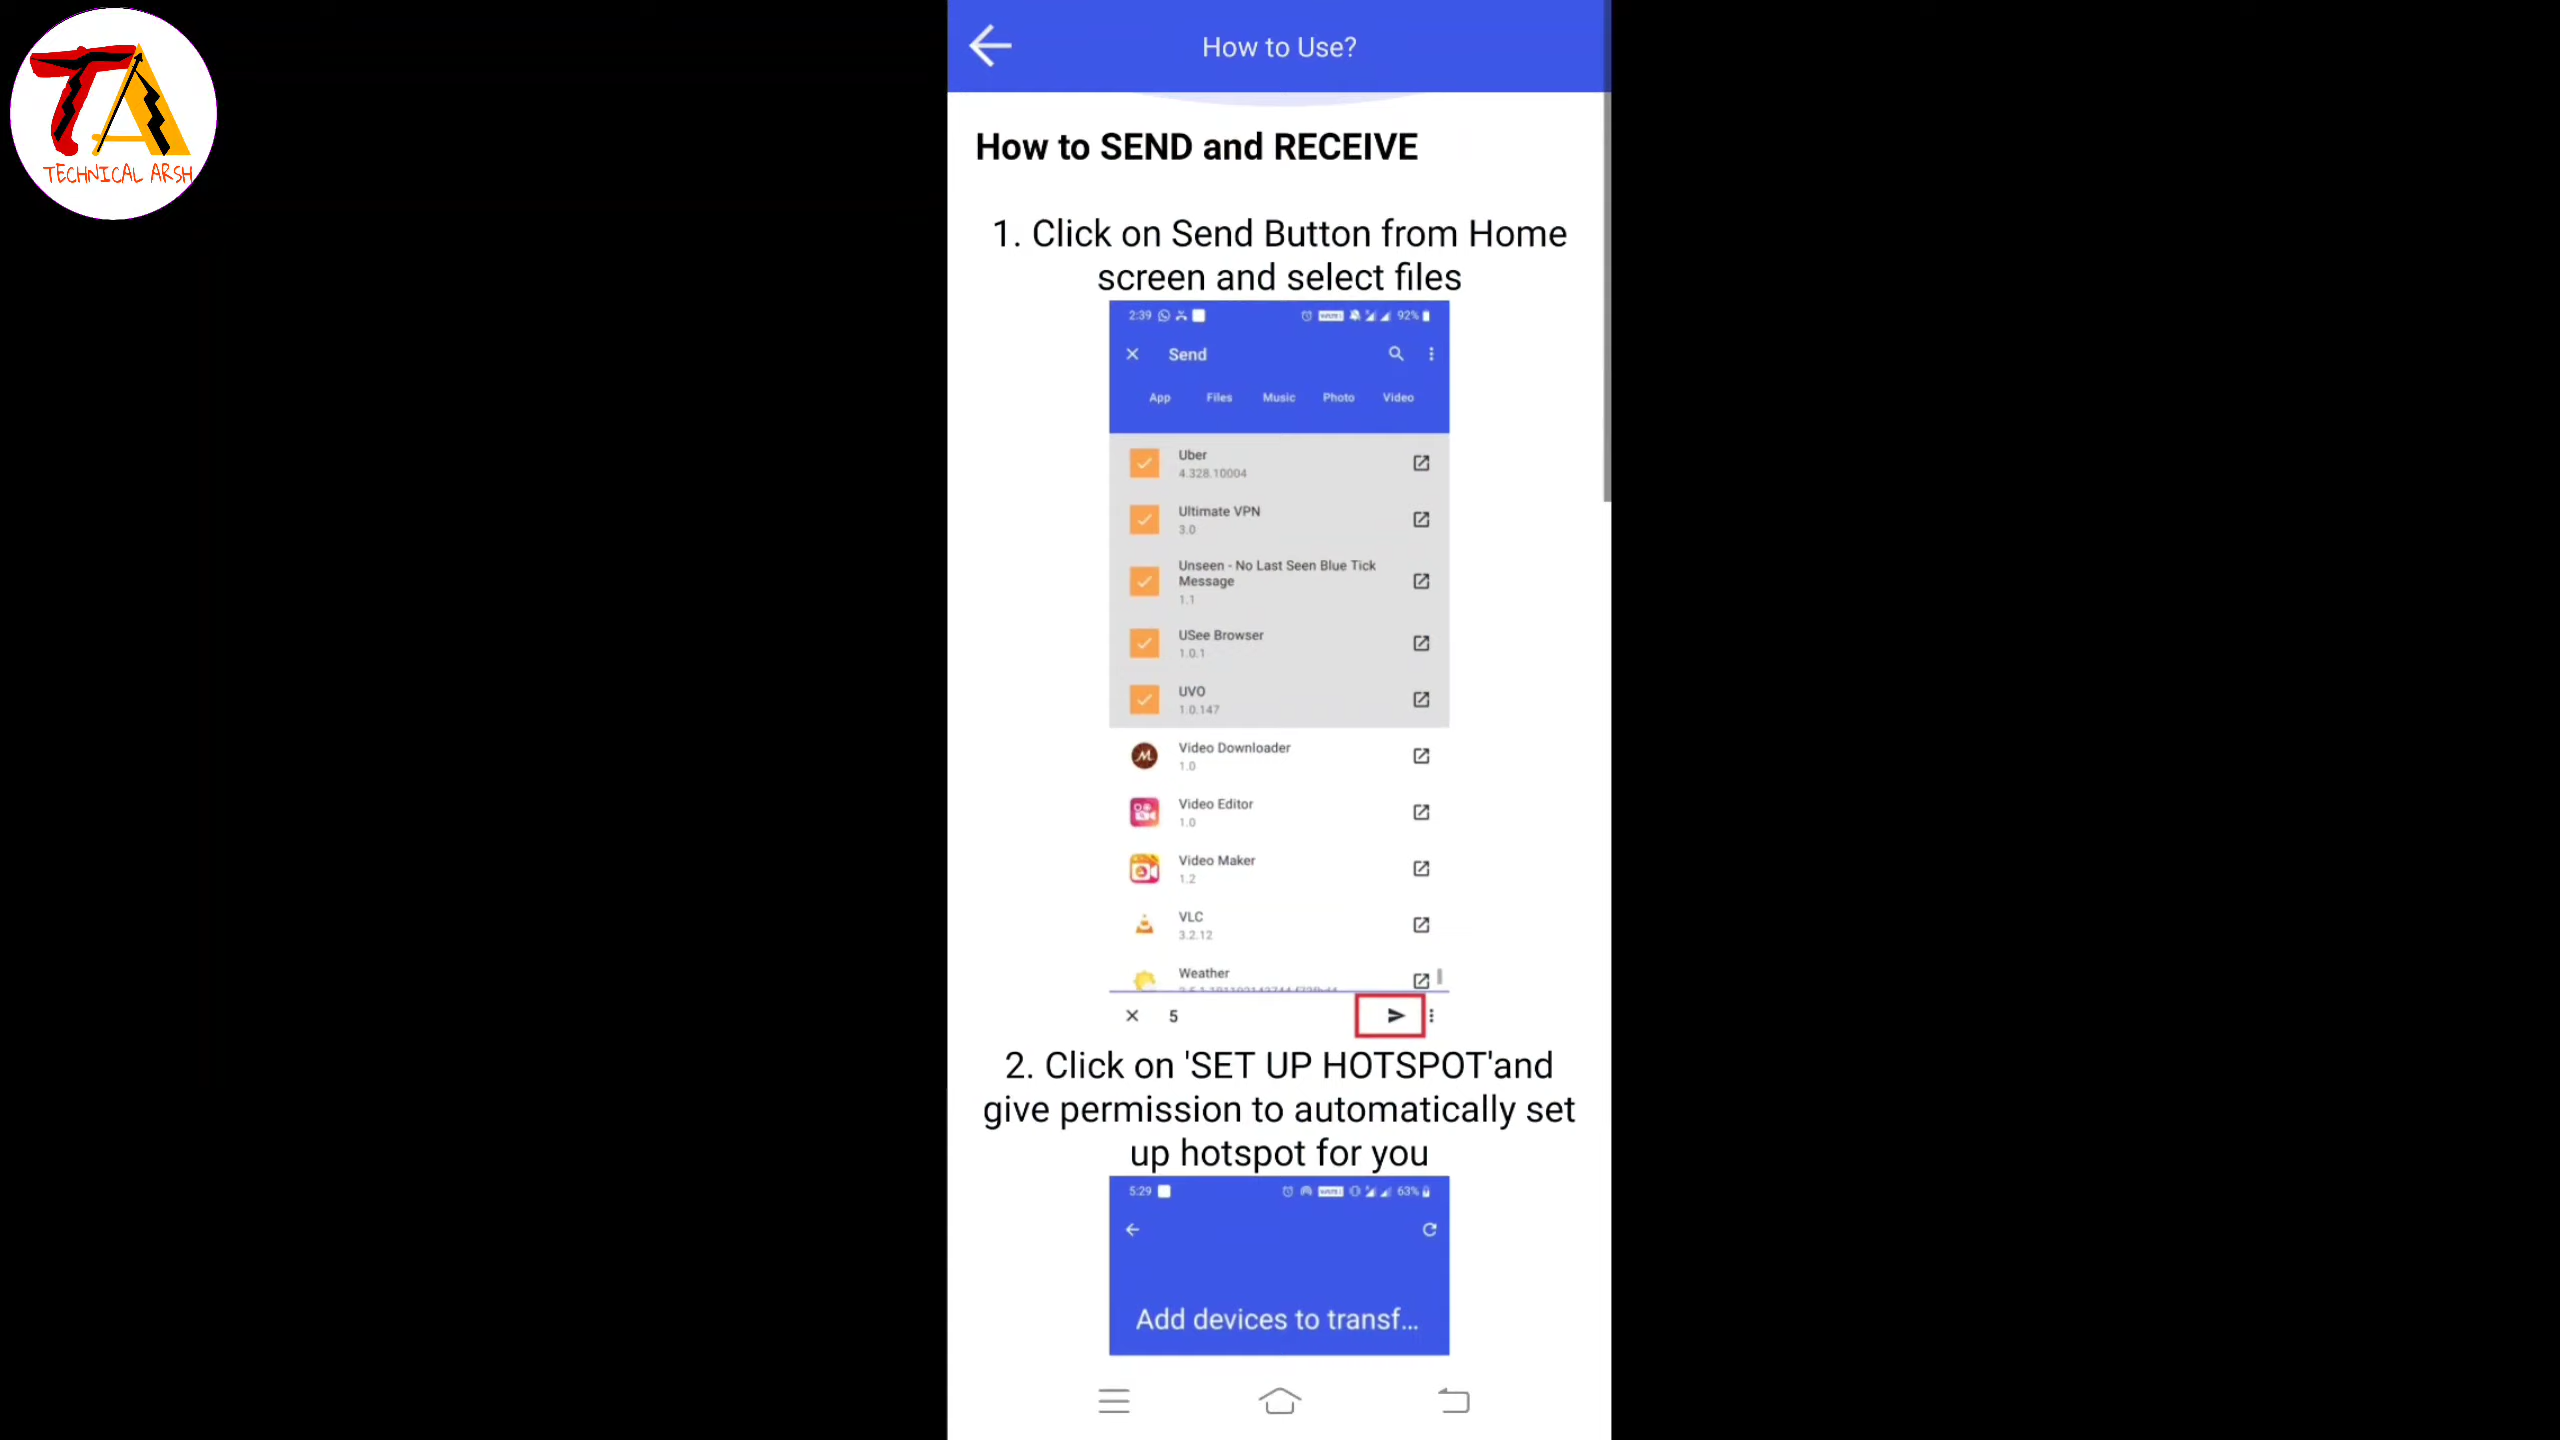 TECHNICAL ARSH
How to Use?
How to SEND and RECEIVE
1. Click on Send Button from Home
screen and select files
2:39 92%
Send
App Files Music Photo Video
Uber
4.328.10004
Ultimate VPN
3.0
Unseen - No Last Seen Blue Tick
Message
1.1
USee Browser
1.0.1
UVO
1.0.147
Video Downloader
1.0
Video Editor
1.0
Video Maker
1.2
VLC
3.2.12
Weather
5
2. Click on 'SET UP HOTSPOT'and
give permission to automatically set
up hotspot for you
5:29 63%
Add devices to transf...